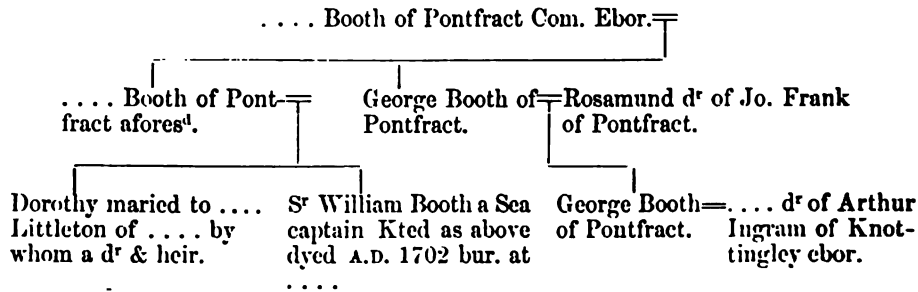 .... Booth of Pontfract Com. Ebor.
.... Booth of Pont-
fract afores^d.
George Booth of
Pontfract.
Rosamund d^r of Jo. Frank
of Pontfract.
Dorothy maried to ....
Littleton of .... by
whom a d^r & heir.
S^r William Booth a Sea
captain Kted as above
dyed A.D. 1702 bur. at
....
George Booth
of Pontfract.
.... d^r of Arthur
Ingram of Knot-
tingley ebor.